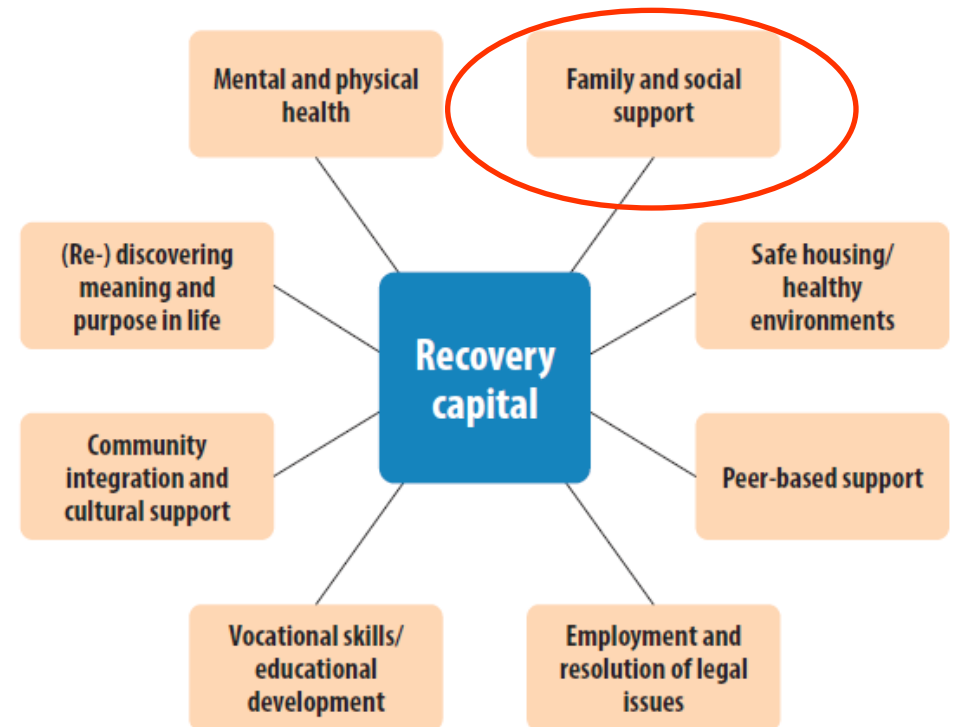 Mental and physical
health
Family and social
support
(Re-) discovering
meaning and
purpose in life
Safe housing/
healthy
environments
Recovery
capital
Community
integration and
cultural support
Peer-based support
Vocational skills/
educational
development
Employment and
resolution of legal
issues